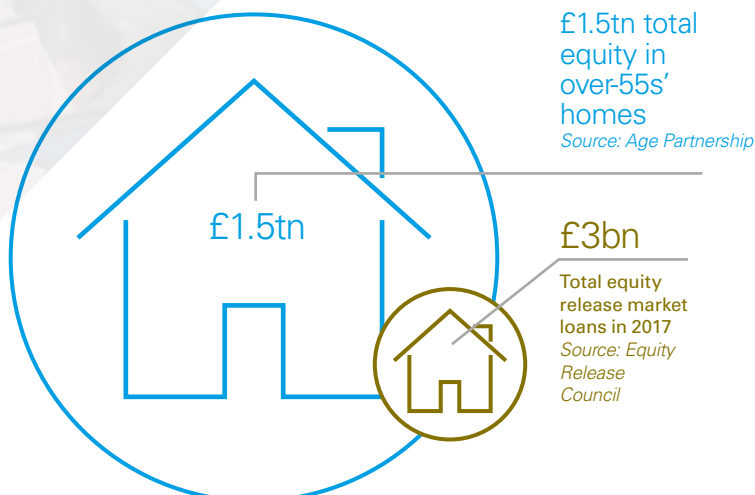 £1.5tn total
equity in
over-55s’
homes
Source: Age Partnership
£1.5tn
£3bn
Total equity
release market
loans in 2017
Source: Equity
Release
Council